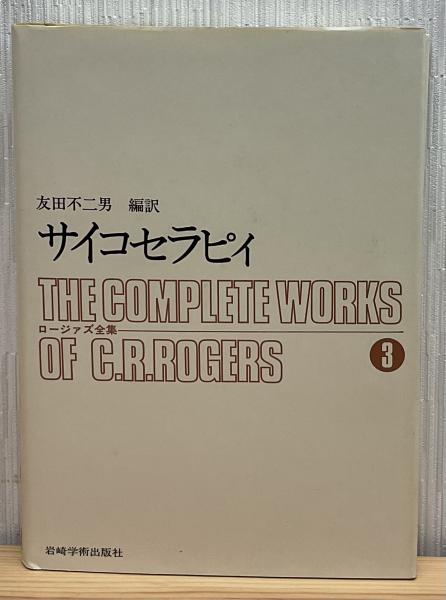 友田不二男 編訳
サイコセラピィ
THE COMPLETE WORKS
ロージァズ全集
OF C.R.ROGERS 3
岩崎学術出版社